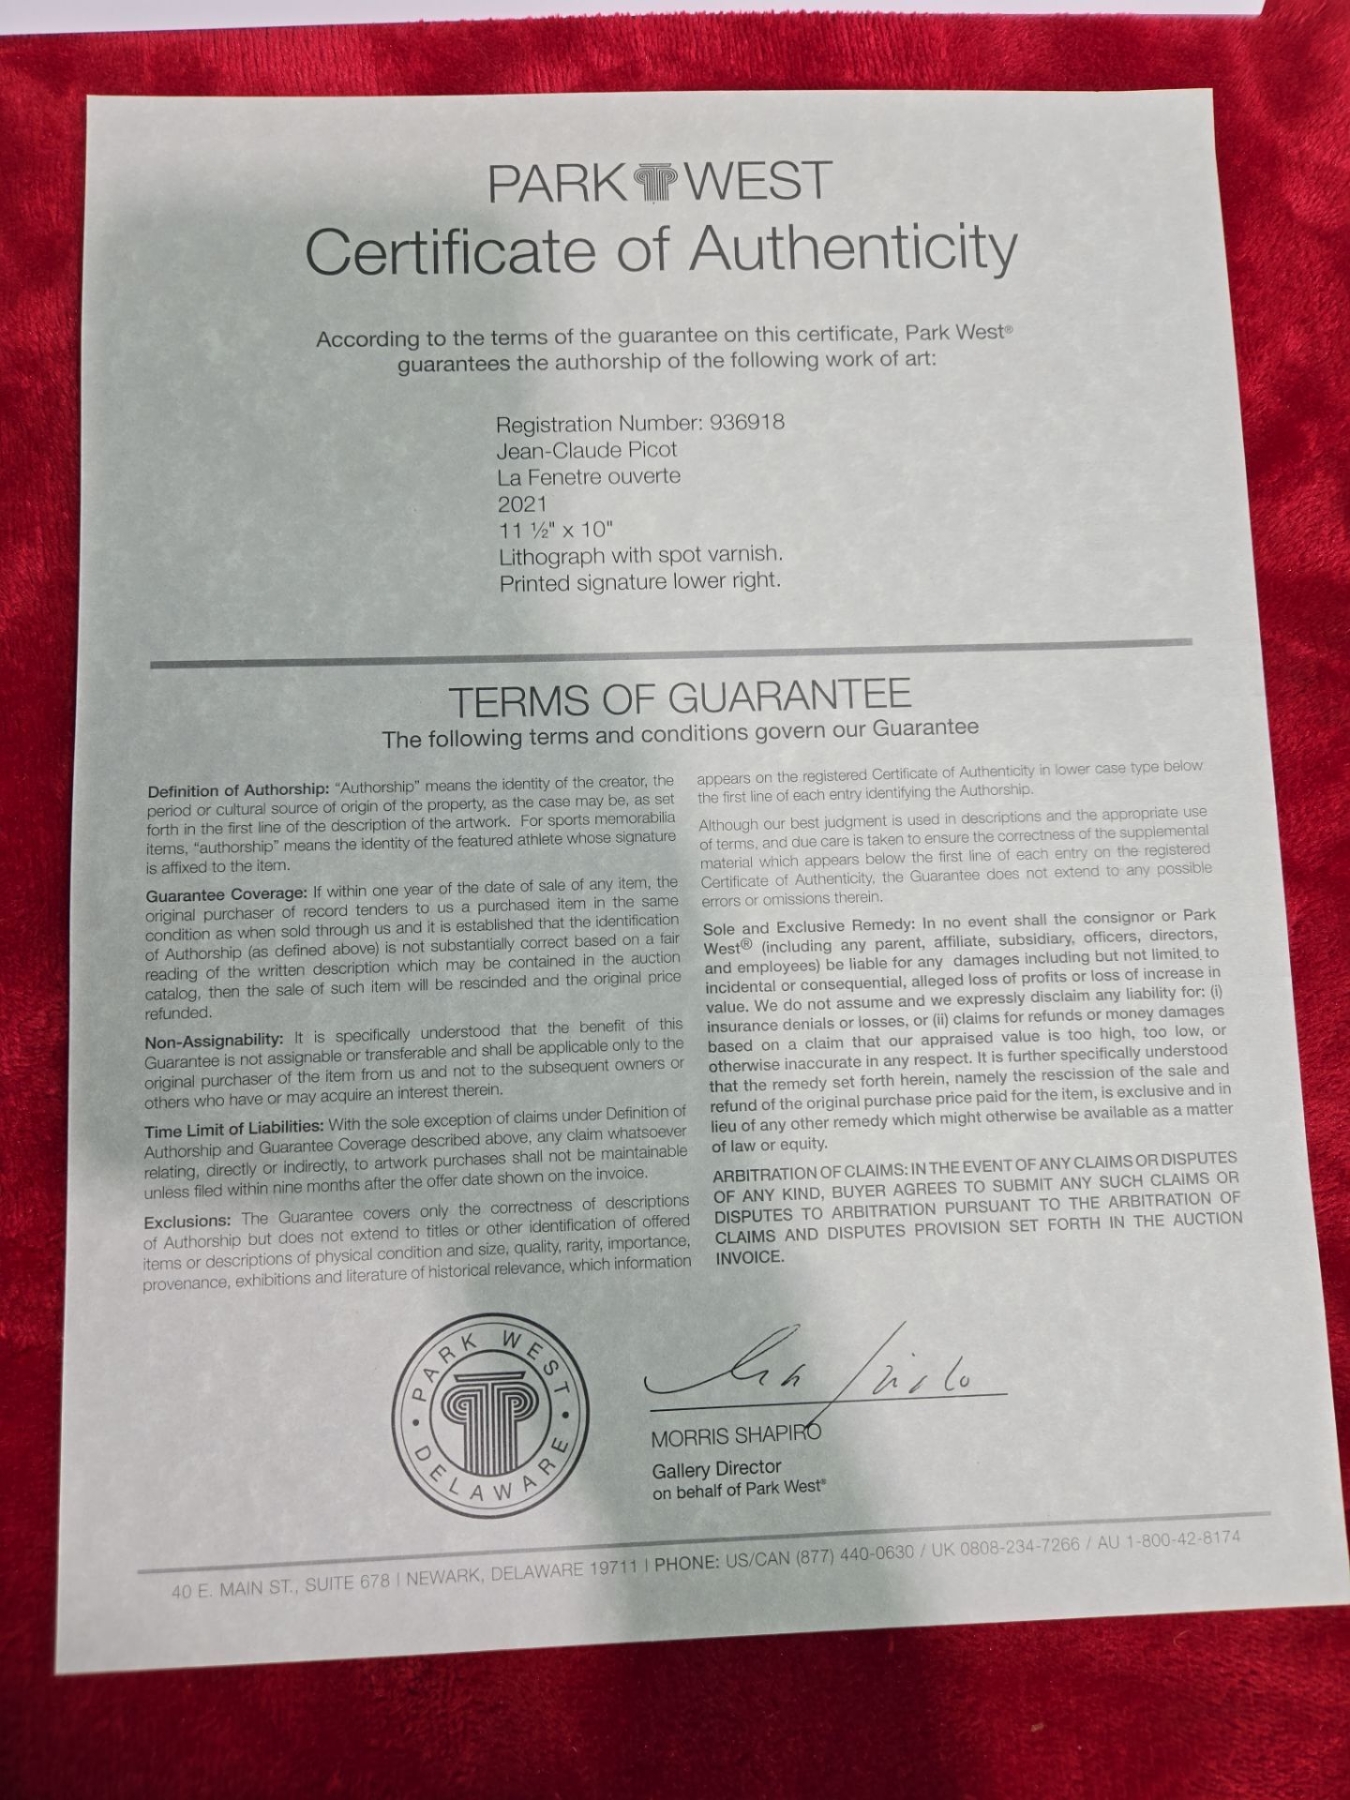 PARK WEST
Certificate of Authenticity
According to the terms of the guarantee on this certificate, Park West®
guarantees the authorship of the following work of art:
Registration Number: 936918
Jean-Claude Picot
La Fenetre ouverte
2021
11 ½" x 10"
Lithograph with spot varnish.
Printed signature lower right.
TERMS OF GUARANTEE
The following terms and conditions govern our Guarantee
Definition of Authorship: “Authorship” means the identity of the creator, the
period or cultural source of origin of the property, as the case may be, as set
forth in the first line of the description of the artwork. For sports memorabilia
items, “authorship” means the identity of the featured athlete whose signature
is affixed to the item.
Guarantee Coverage: If within one year of the date of sale of any item, the
original purchaser of record tenders to us a purchased item in the same
condition as when sold through us and it is established that the identification
of Authorship (as defined above) is not substantially correct based on a fair
reading of the written description which may be contained in the auction
catalog, then the sale of such item will be rescinded and the original price
refunded.
Non-Assignability: It is specifically understood that the benefit of this
Guarantee is not assignable or transferable and shall be applicable only to the
original purchaser of the item from us and not to the subsequent owners or
others who have or may acquire an interest therein.
Time Limit of Liabilities: With the sole exception of claims under Definition of
Authorship and Guarantee Coverage described above, any claim whatsoever
relating, directly or indirectly, to artwork purchases shall not be maintainable
unless filed within nine months after the offer date shown on the invoice.
Exclusions: The Guarantee covers only the correctness of descriptions
of Authorship but does not extend to titles or other identification of offered
items or descriptions of physical condition and size, quality, rarity, importance,
provenance, exhibitions and literature of historical relevance, which information
appears on the registered Certificate of Authenticity in lower case type below
the first line of each entry identifying the Authorship.
Although our best judgment is used in descriptions and the appropriate use
of terms, and due care is taken to ensure the correctness of the supplemental
material which appears below the first line of each entry on the registered
Certificate of Authenticity, the Guarantee does not extend to any possible
errors or omissions therein.
Sole and Exclusive Remedy: In no event shall the consignor or Park
West® (including any parent, affiliate, subsidiary, officers, directors,
and employees) be liable for any damages including but not limited to
incidental or consequential, alleged loss of profits or loss of increase in
value. We do not assume and we expressly disclaim any liability for: (i)
insurance denials or losses, or (ii) claims for refunds or money damages
based on a claim that our appraised value is too high, too low, or
otherwise inaccurate in any respect. It is further specifically understood
that the remedy set forth herein, namely the rescission of the sale and
refund of the original purchase price paid for the item, is exclusive and in
lieu of any other remedy which might otherwise be available as a matter
of law or equity.
ARBITRATION OF CLAIMS: IN THE EVENT OF ANY CLAIMS OR DISPUTES
OF ANY KIND, BUYER AGREES TO SUBMIT ANY SUCH CLAIMS OR
DISPUTES TO ARBITRATION PURSUANT TO THE ARBITRATION OF
CLAIMS AND DISPUTES PROVISION SET FORTH IN THE AUCTION
INVOICE.
PARK WEST
DELAWARE
MORRIS SHAPIRO
Gallery Director
on behalf of Park West®
40 E. MAIN ST., SUITE 678 | NEWARK, DELAWARE 19711 | PHONE: US/CAN (877) 440-0630 / UK 0808-234-7266 / AU 1-800-42-8174